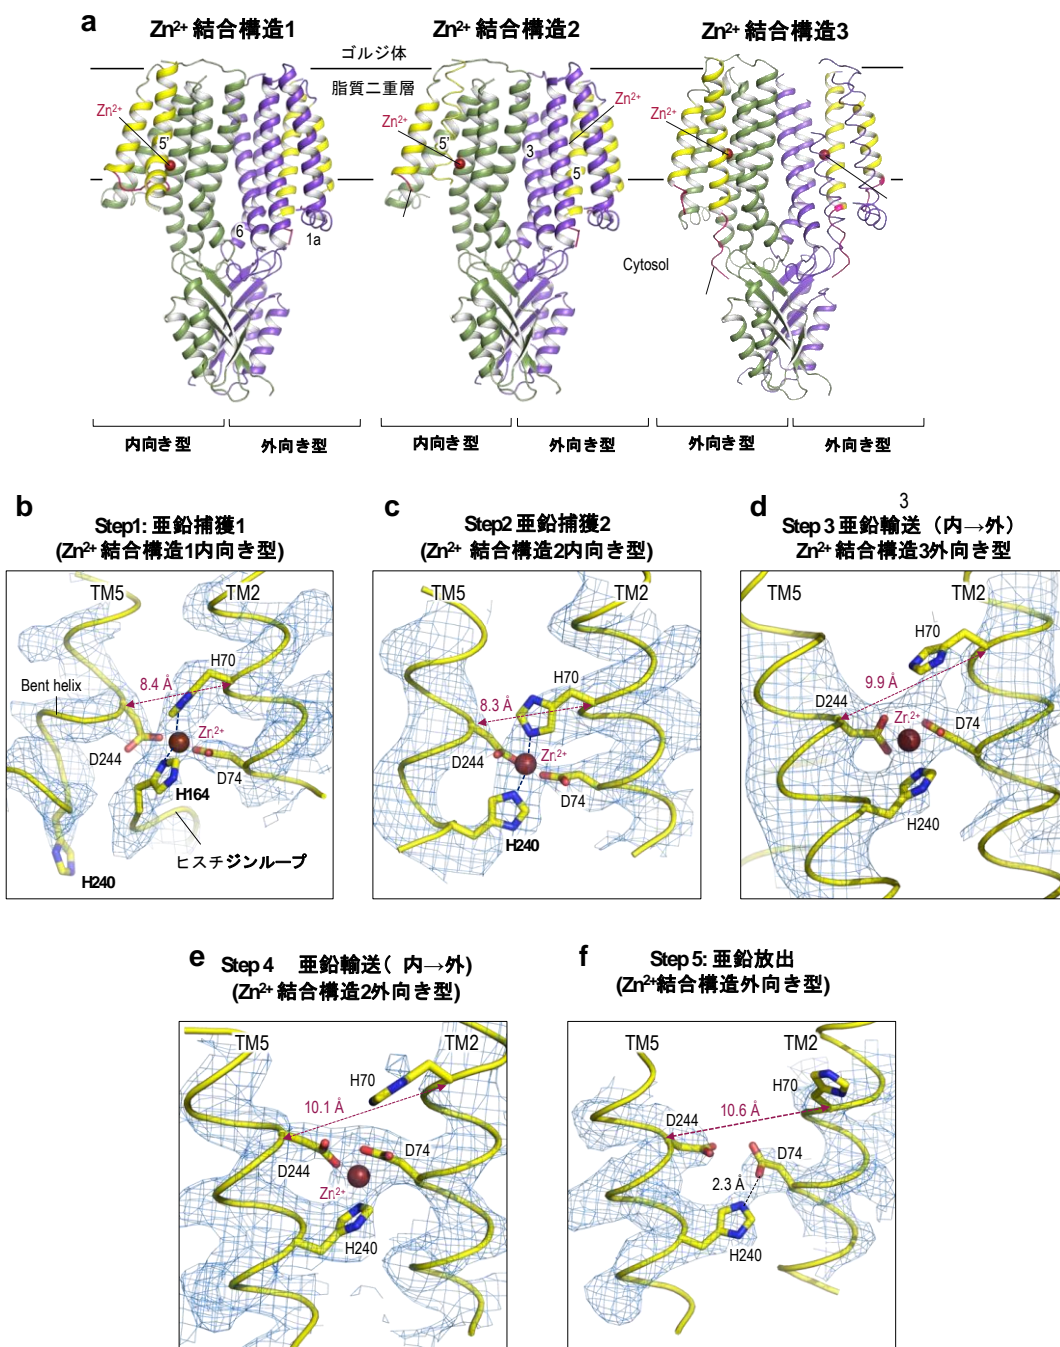 a
Zn²⁺ 結合構造1
Zn²⁺ 結合構造2
Zn²⁺ 結合構造3
ゴルジ体
脂質二重層
Zn²⁺
Zn²⁺
Zn²⁺
5'
5'
3
5
6
1a
Cytosol
内向き型
外向き型
内向き型
外向き型
外向き型
外向き型
b
Step1: 亜鉛捕獲1
(Zn²⁺ 結合構造1内向き型)
TM5
TM2
H70
Bent helix
8.4 Å
Zn²⁺
D244
D74
H164
ヒスチジンループ
H240
c
Step2 亜鉛捕獲2
(Zn²⁺ 結合構造2内向き型)
TM5
TM2
H70
8.3 Å
D244
Zn²⁺
D74
H240
3
d
Step 3 亜鉛輸送（内→外）
Zn²⁺ 結合構造3外向き型
TM5
TM2
H70
9.9 Å
D244
Zn²⁺
D74
H240
e
Step 4 亜鉛輸送( 内→外)
(Zn²⁺ 結合構造2外向き型)
TM5
TM2
H70
10.1 Å
D74
D244
Zn²⁺
H240
f
Step 5: 亜鉛放出
(Zn²⁺結合構造外向き型)
TM5
TM2
H70
10.6 Å
D244
D74
2.3 Å
H240